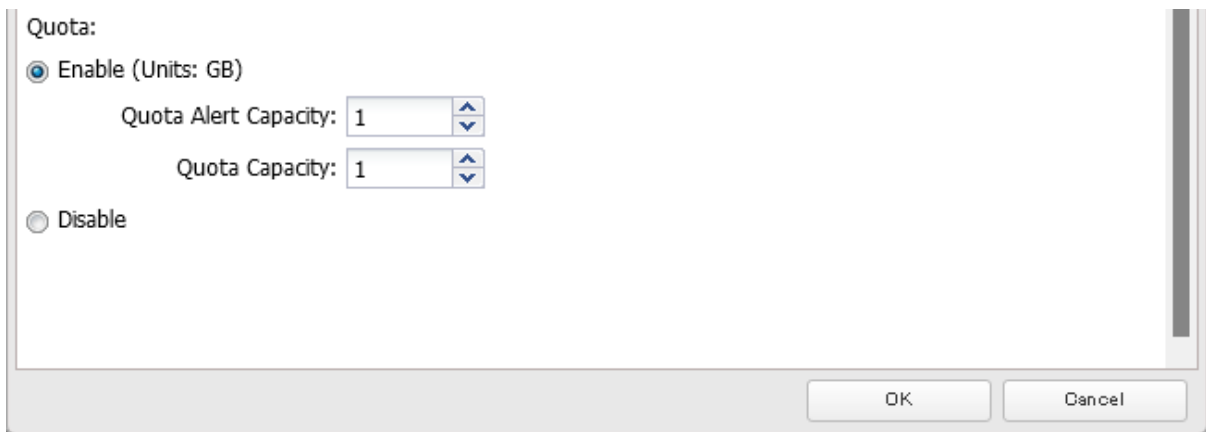 Quota:
Enable (Units: GB)
Quota Alert Capacity: 1
Quota Capacity: 1
Disable
OK Cancel